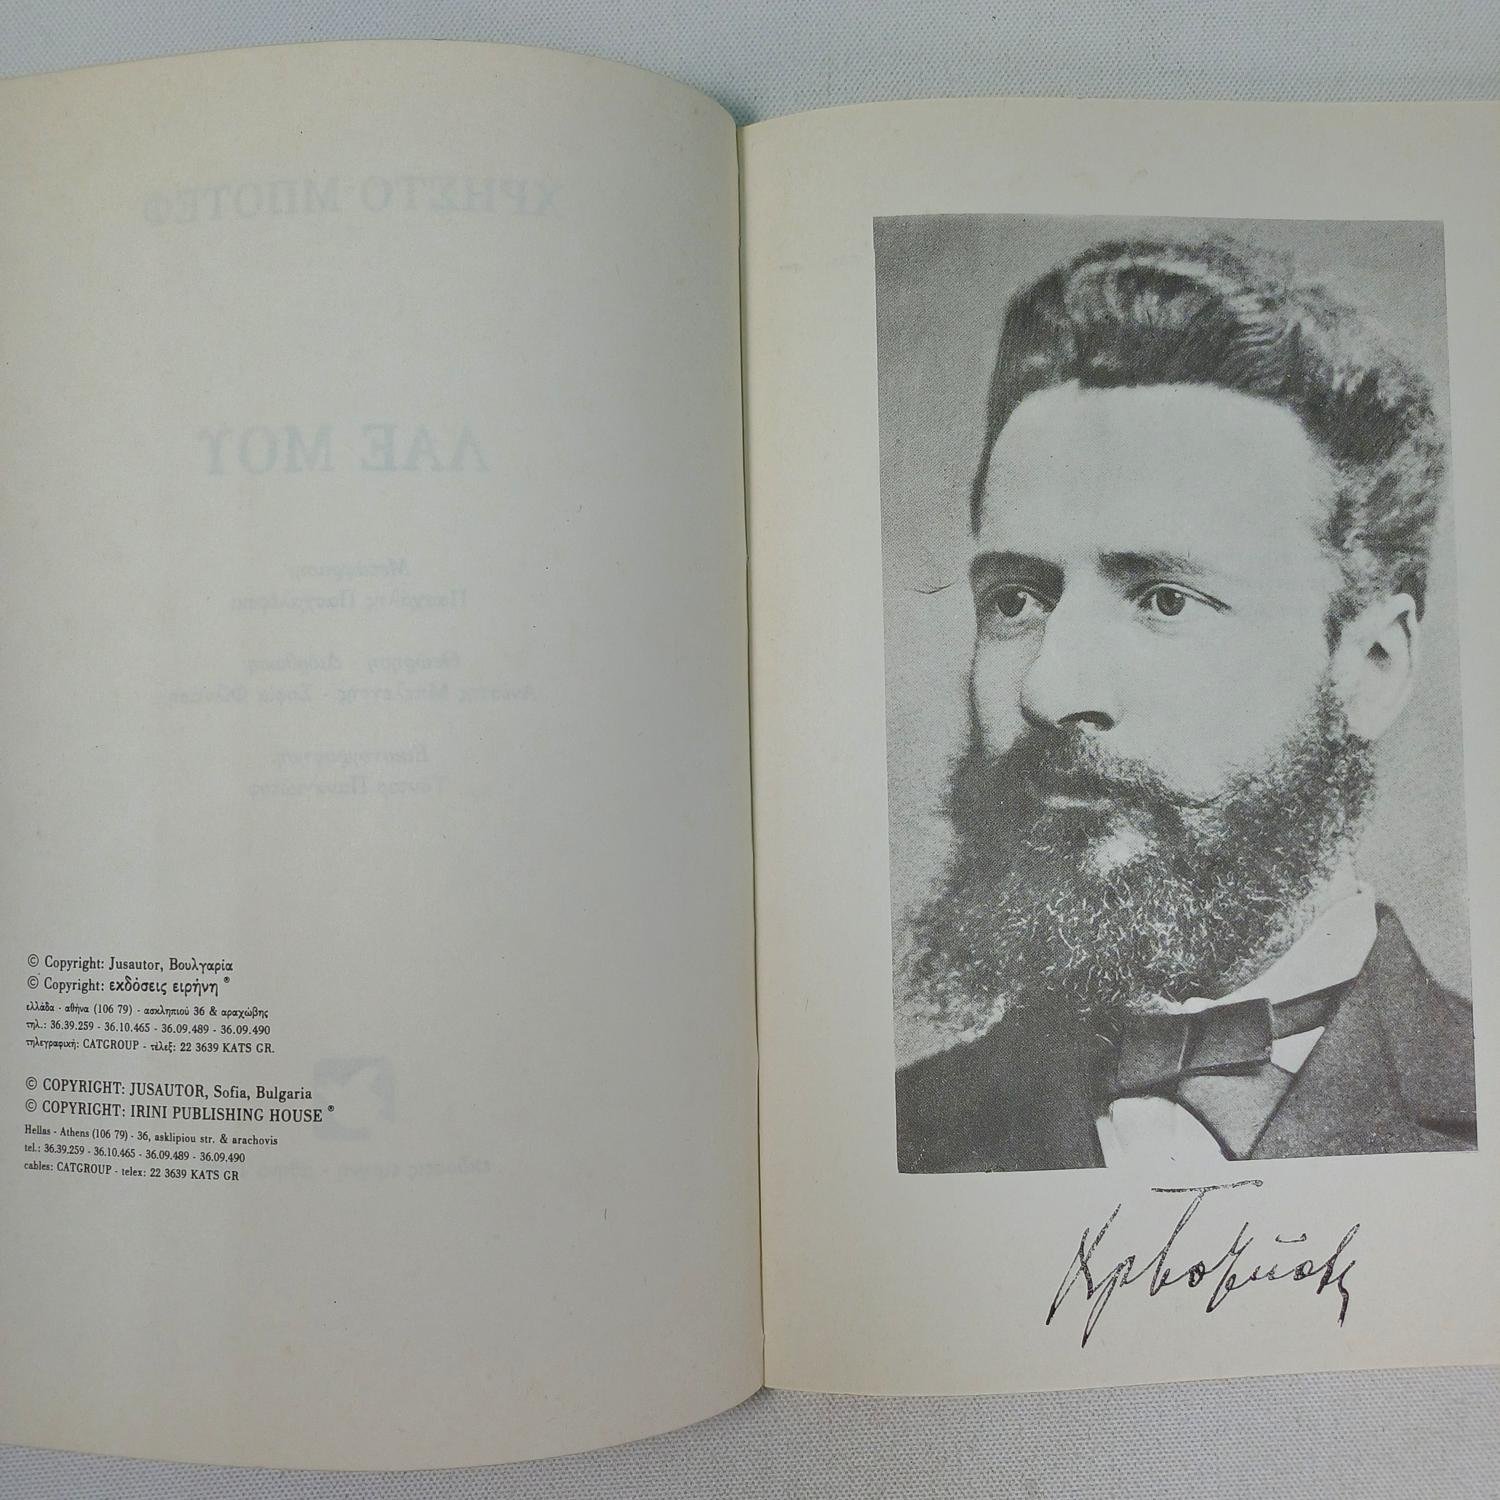 ΧΡΗΣΤΟ ΜΠΟΤΕΦ
ΛΑΕ ΜΟΥ
Μετάφραση
© Copyright: Jusautor, Βουλγαρία
© Copyright: εκδόσεις ειρήνη ®
ελλάδα - αθήνα (106 79) - ασκληπιού 36 & αραχώβης
τηλ.: 36.39.259 - 36.10.465 - 36.09.489 - 36.09.490
τηλεγραφική: CATGROUP - τέλεξ: 22 3639 KATS GR.
© COPYRIGHT: JUSAUTOR, Sofia, Bulgaria
© COPYRIGHT: IRINI PUBLISHING HOUSE ®
Hellas - Athens (106 79) - 36, asklipiou str. & arachovis
tel.: 36.39.259 - 36.10.465 - 36.09.489 - 36.09.490
cables: CATGROUP - telex: 22 3639 KATS GR